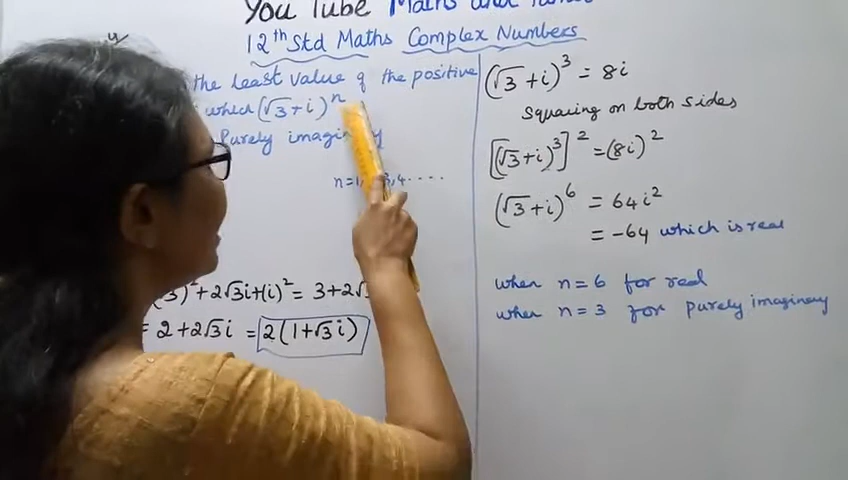 You Tube Maths and
12th Std Maths Complex Numbers
the Least Value of the positive
which (√3+i)^n
Purely
n=1, 3,4....
)²+2√3i+(i)²= 3+2√3
= 2+2√3i = 2(1+√3i)
(√3+i)³ = 8i
Squaring on both sides
[(√3+i)³]² =(8i)²
(√3+i)⁶ = 64i²
= -64 which is real
when n=6 for real
when n=3 for purely imaginary